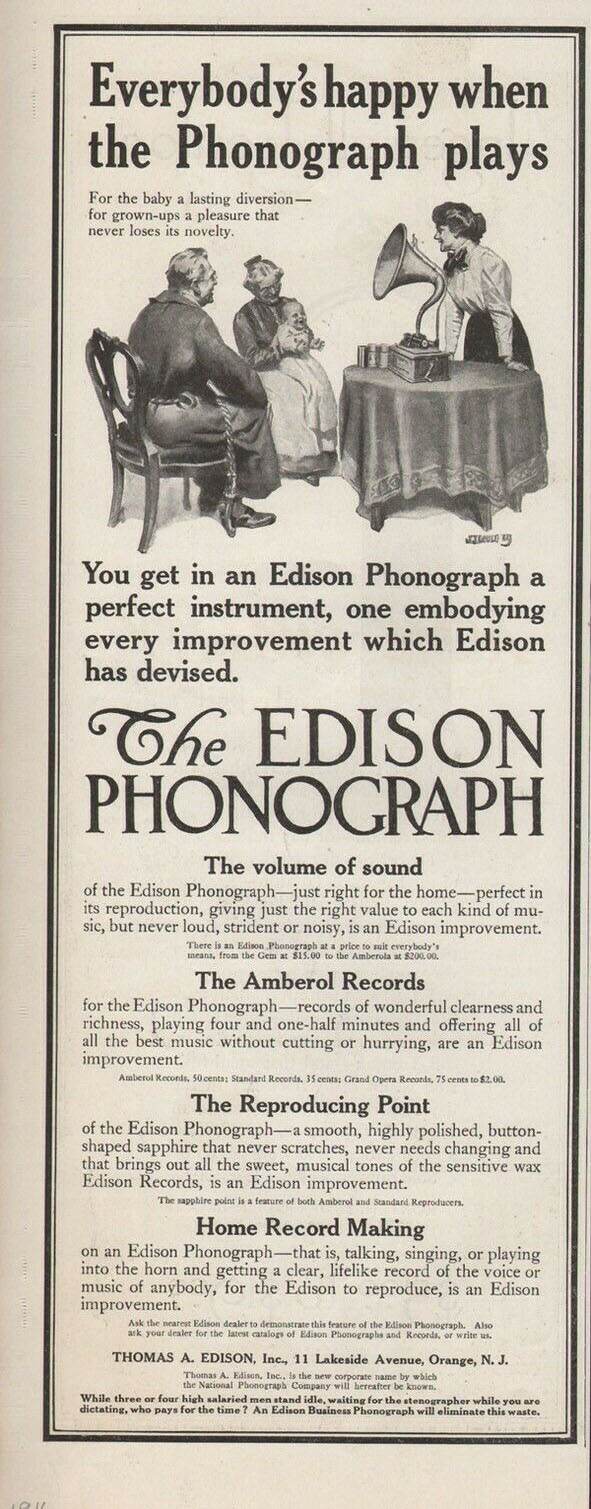 Everybody's happy when
the Phonograph plays
For the baby a lasting diversion—
for grown-ups a pleasure that
never loses its novelty.
You get in an Edison Phonograph a
perfect instrument, one embodying
every improvement which Edison
has devised.
The EDISON
PHONOGRAPH
The volume of sound
of the Edison Phonograph—just right for the home—perfect in
its reproduction, giving just the right value to each kind of mu-
sic, but never loud, strident or noisy, is an Edison improvement.
There is an Edison Phonograph at a price to suit everybody's
means, from the Gem at $15.00 to the Amberola at $200.00.
The Amberol Records
for the Edison Phonograph—records of wonderful clearness and
richness, playing four and one-half minutes and offering all of
all the best music without cutting or hurrying, are an Edison
improvement.
Amberol Records, 50 cents; Standard Records, 35 cents; Grand Opera Records, 75 cents to $2.00.
The Reproducing Point
of the Edison Phonograph—a smooth, highly polished, button-
shaped sapphire that never scratches, never needs changing and
that brings out all the sweet, musical tones of the sensitive wax
Edison Records, is an Edison improvement.
The sapphire point is a feature of both Amberol and Standard Reproducers.
Home Record Making
on an Edison Phonograph—that is, talking, singing, or playing
into the horn and getting a clear, lifelike record of the voice or
music of anybody, for the Edison to reproduce, is an Edison
improvement.
Ask the nearest Edison dealer to demonstrate this feature of the Edison Phonograph. Also
ask your dealer for the latest catalogs of Edison Phonographs and Records, or write us.
THOMAS A. EDISON, Inc., 11 Lakeside Avenue, Orange, N. J.
Thomas A. Edison, Inc., is the new corporate name by which
the National Phonograph Company will hereafter be known.
While three or four high salaried men stand idle, waiting for the stenographer while you are
dictating, who pays for the time? An Edison Business Phonograph will eliminate this waste.